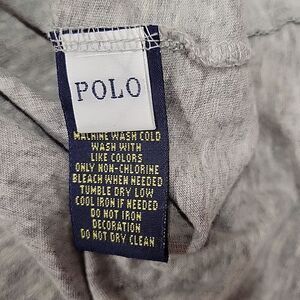 POLO
MACHINE WASH COLD
WASH WITH
LIKE COLORS
ONLY NON-CHLORINE
BLEACH WHEN NEEDED
TUMBLE DRY LOW
COOL IRON IF NEEDED
DO NOT IRON
DECORATION
DO NOT DRY CLEAN